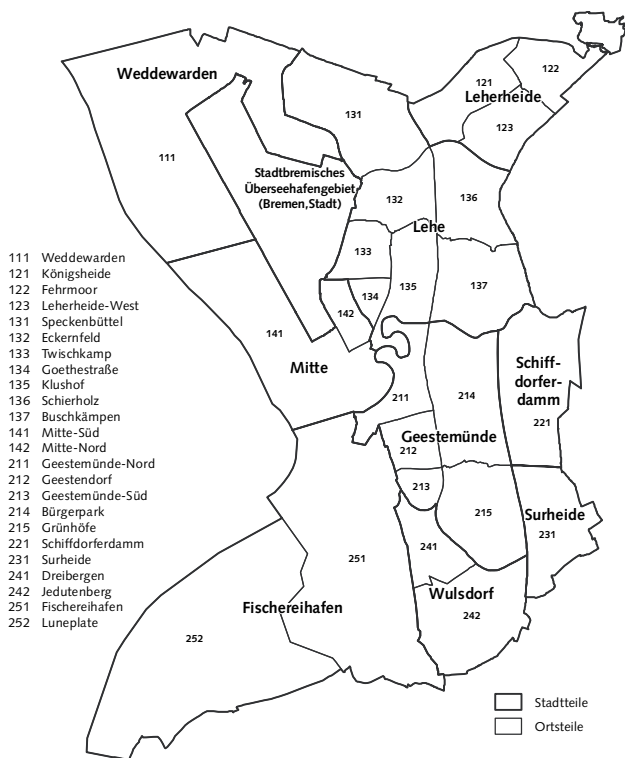 Weddewarden
121
122
Leherheide
123
131
111
Stadtbremisches
Überseehafengebiet
(Bremen,Stadt)
132
136
Lehe
133
134
135
137
142
141
Mitte
211
214
Schiff-
dorfer-
damm
221
Geestemünde
212
213
215
Surheide
231
241
251
Wulsdorf
242
Fischereihafen
252
111 Weddewarden
121 Königsheide
122 Fehrmoor
123 Leherheide-West
131 Speckenbüttel
132 Eckernfeld
133 Twischkamp
134 Goethestraße
135 Klushof
136 Schierholz
137 Buschkämpen
141 Mitte-Süd
142 Mitte-Nord
211 Geestemünde-Nord
212 Geestendorf
213 Geestemünde-Süd
214 Bürgerpark
215 Grünhöfe
221 Schiffdorferdamm
231 Surheide
241 Dreibergen
242 Jedutenberg
251 Fischereihafen
252 Luneplate
Stadtteile
Ortsteile